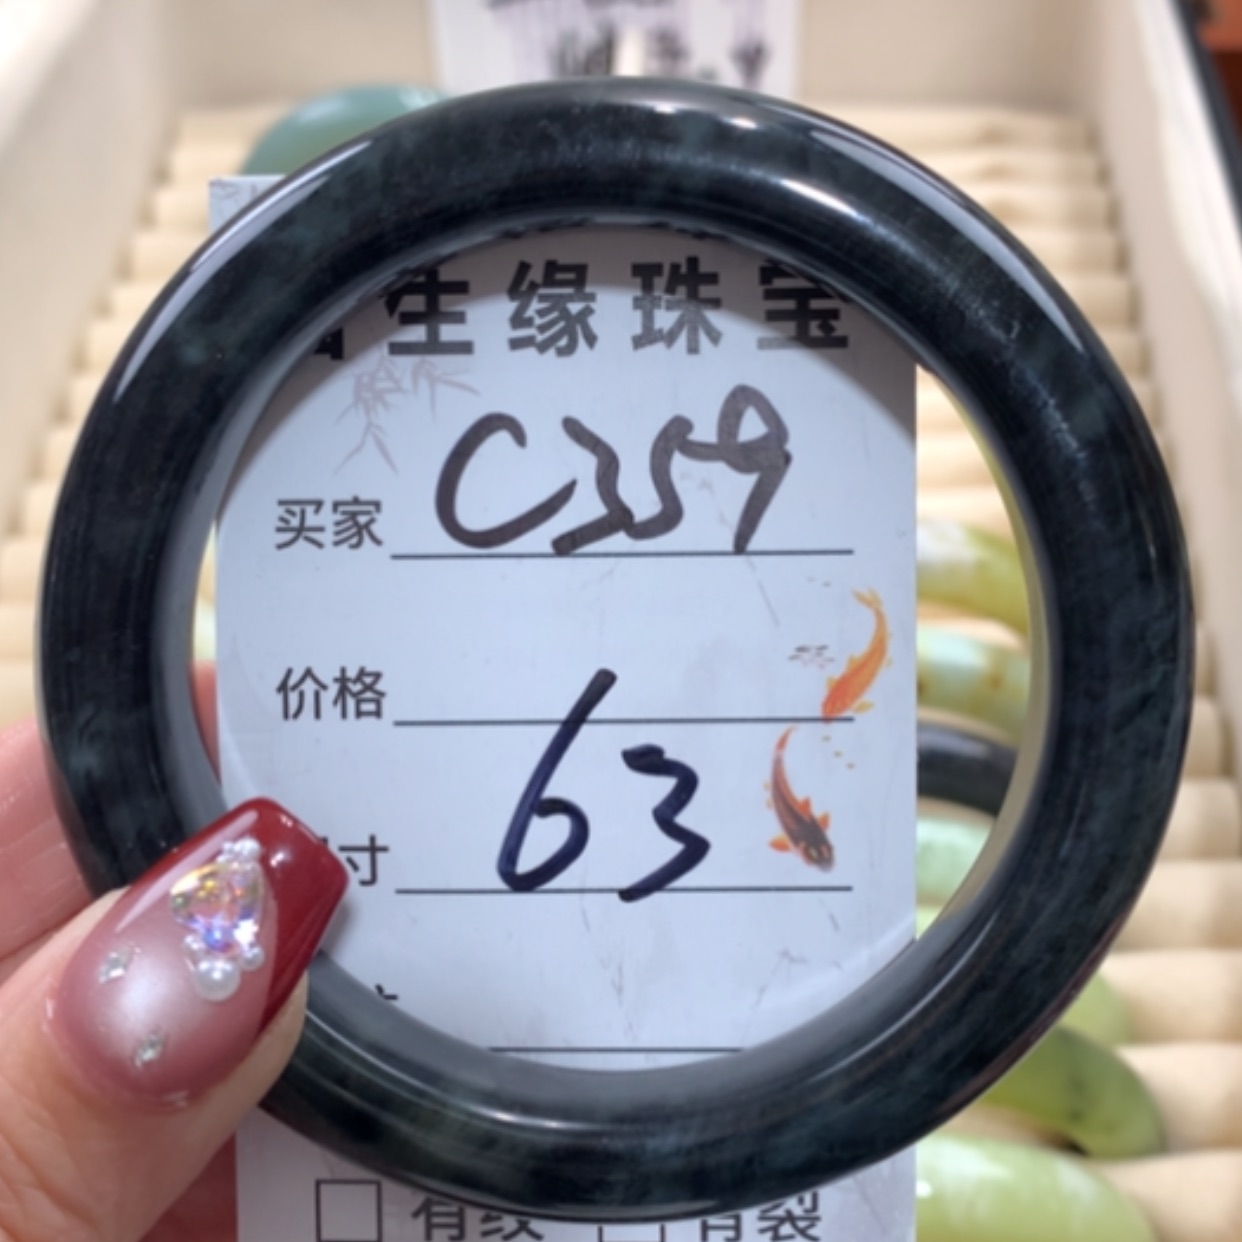 生缘珠宝
买家 C359
价格
寸 63
有纹 有裂